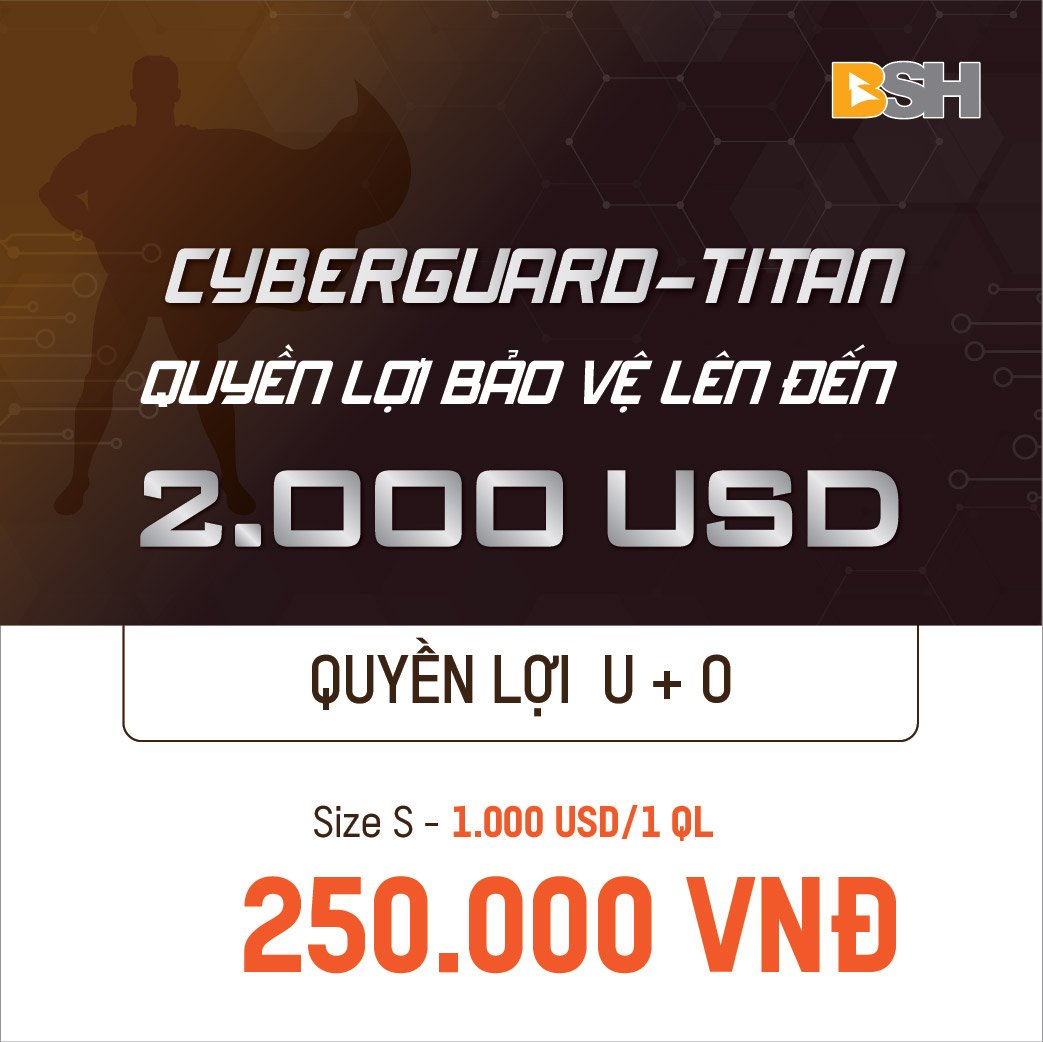 BSH
CYBERGUARD-TITAN
QUYỀN LỢI BẢO VỆ LÊN ĐẾN
2.000 USD
QUYỀN LỢI U + O
Size S - 1.000 USD/1 QL
250.000 VNĐ